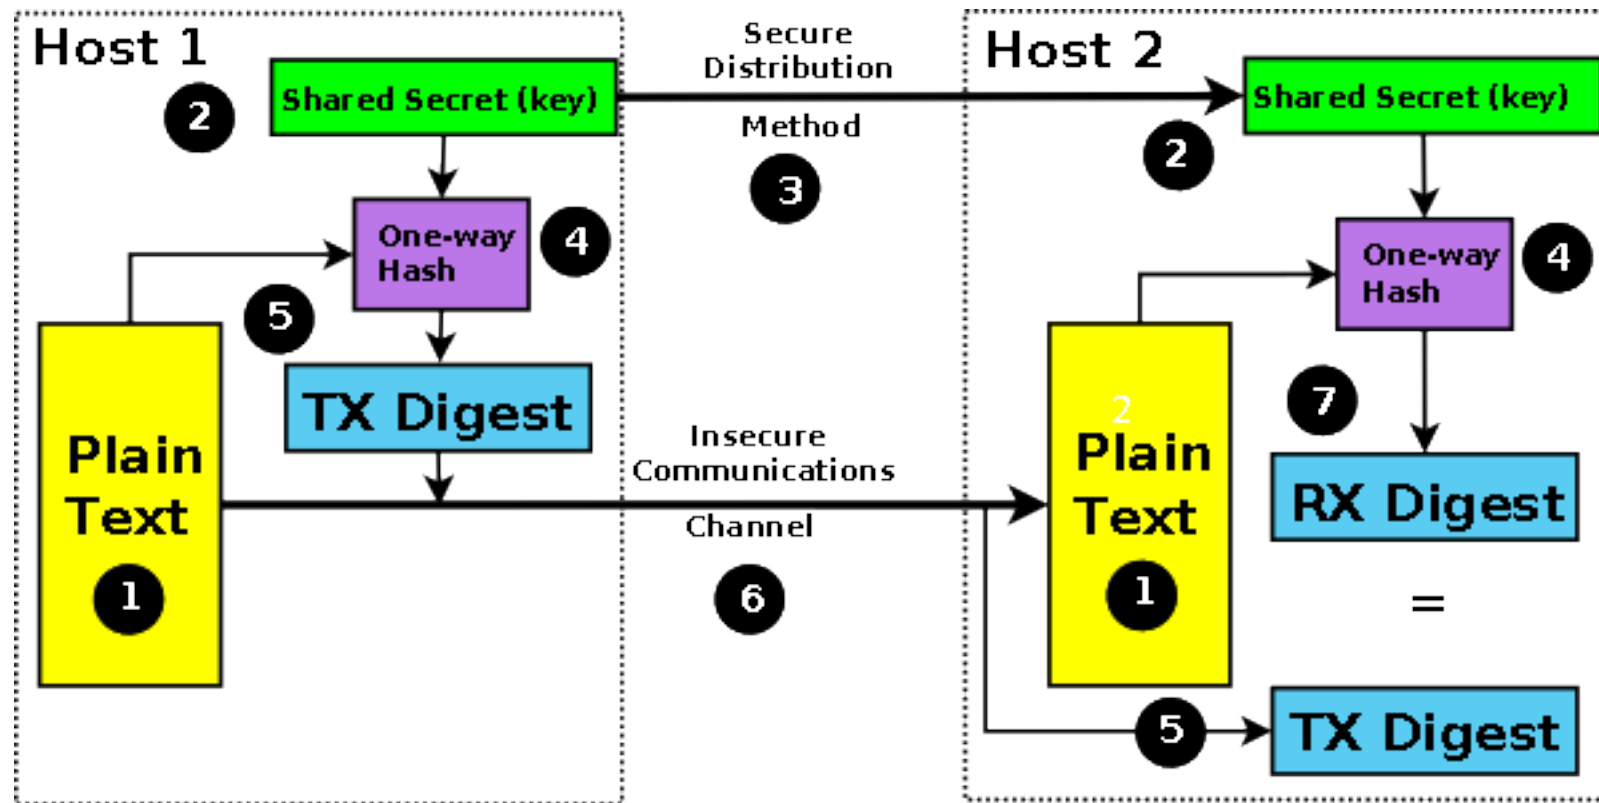 Host 1
Shared Secret (key)
2
One-way
Hash
4
5
TX Digest
Plain
Text
1
Secure
Distribution
Method
3
Insecure
Communications
Channel
6
Host 2
Shared Secret (key)
2
One-way
Hash
4
2
Plain
Text
1
7
RX Digest
=
5
TX Digest